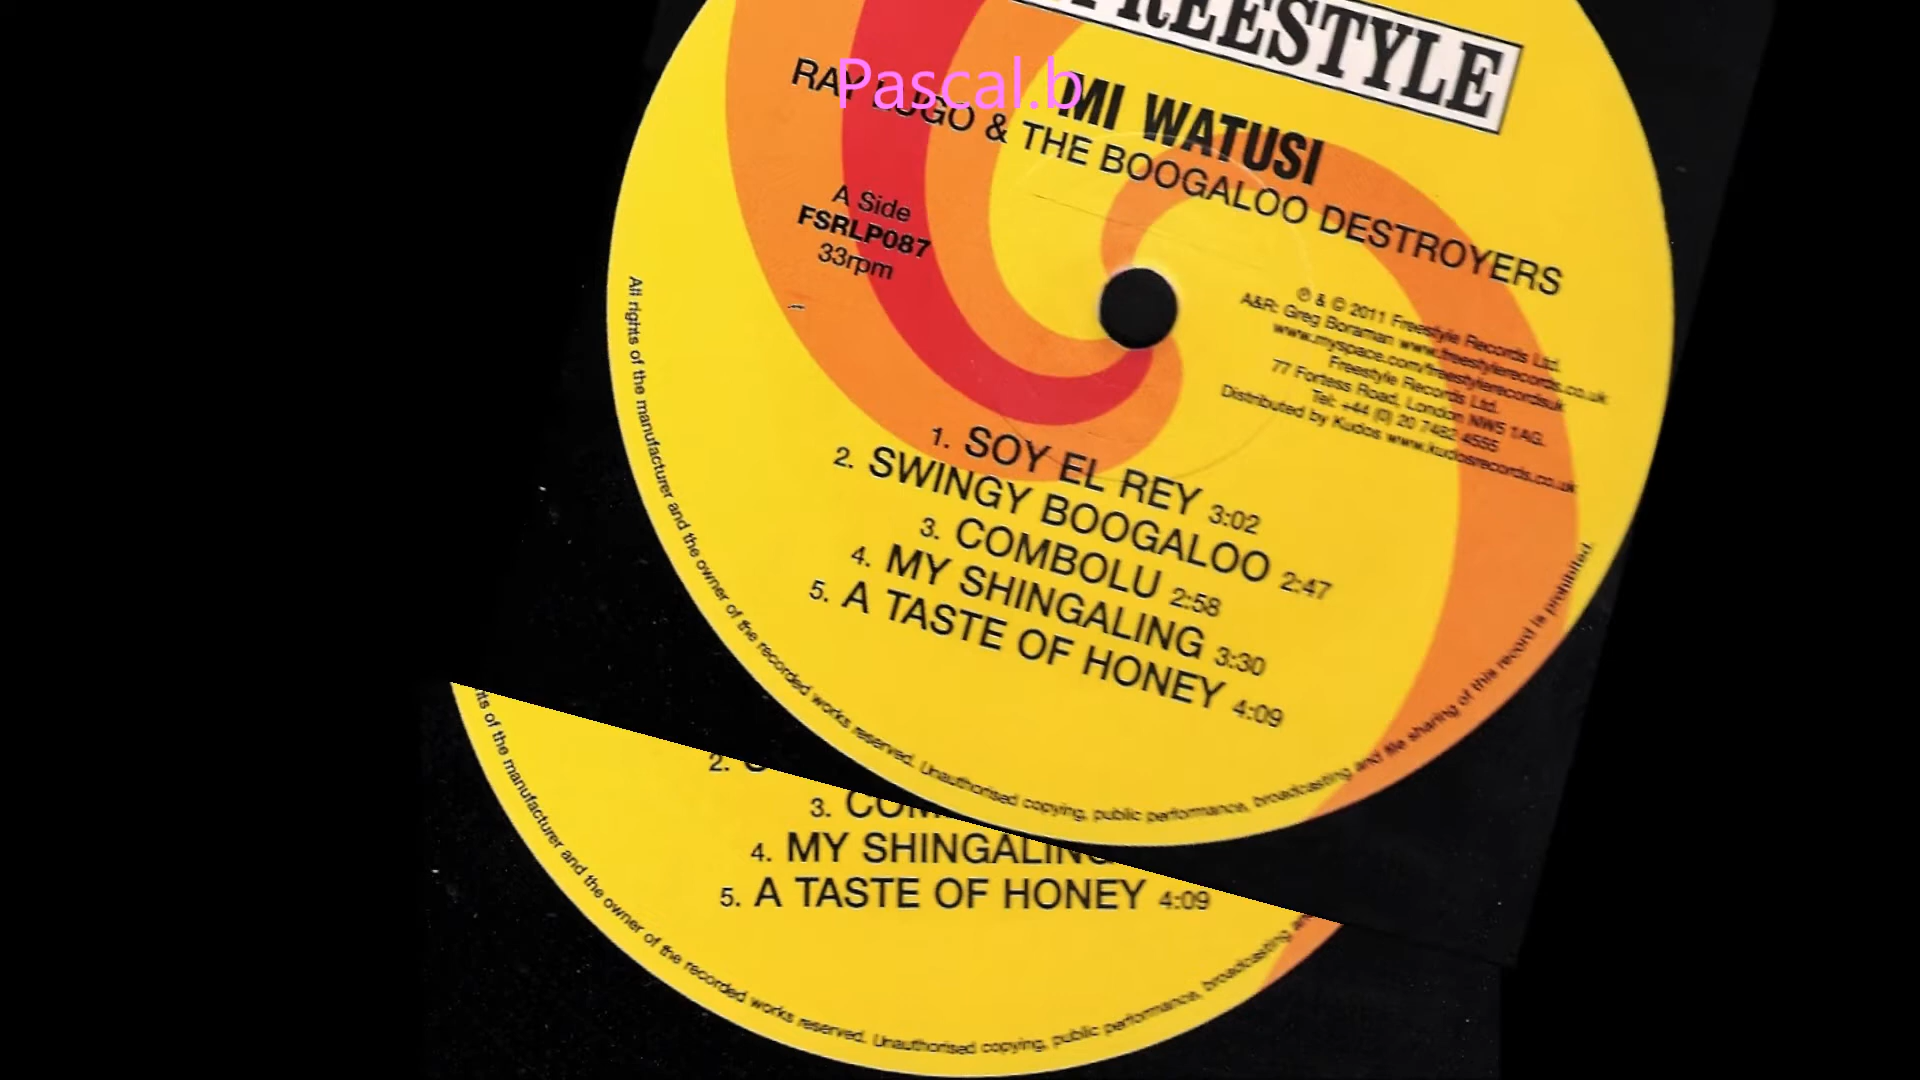 FREESTYLE
Pascal.b
MI WATUSI
RAY LUGO & THE BOOGALOO DESTROYERS
A Side
FSRLP087
33rpm
℗ & © 2011 Freestyle Records Ltd.
A&R: Greg Boraman www.freestylerecords.co.uk
www.myspace.com/freestylerecordsuk
Freestyle Records Ltd.
77 Fortess Road, London NW5 1AG.
Tel: +44 (0) 20 7482 4555
Distributed by Kudos www.kudosrecords.co.uk
1. SOY EL REY 3:02
2. SWINGY BOOGALOO 2:47
3. COMBOLU 2:58
4. MY SHINGALING 3:30
5. A TASTE OF HONEY 4:09
All rights of the manufacturer and the owner of the recorded works reserved. Unauthorised copying, public performance, broadcasting and file sharing of this record is prohibited.
2.
3. COM
4. MY SHINGALING
5. A TASTE OF HONEY 4:09
of the manufacturer and the owner of the recorded works reserved. Unauthorised copying, public performance, broadcasting